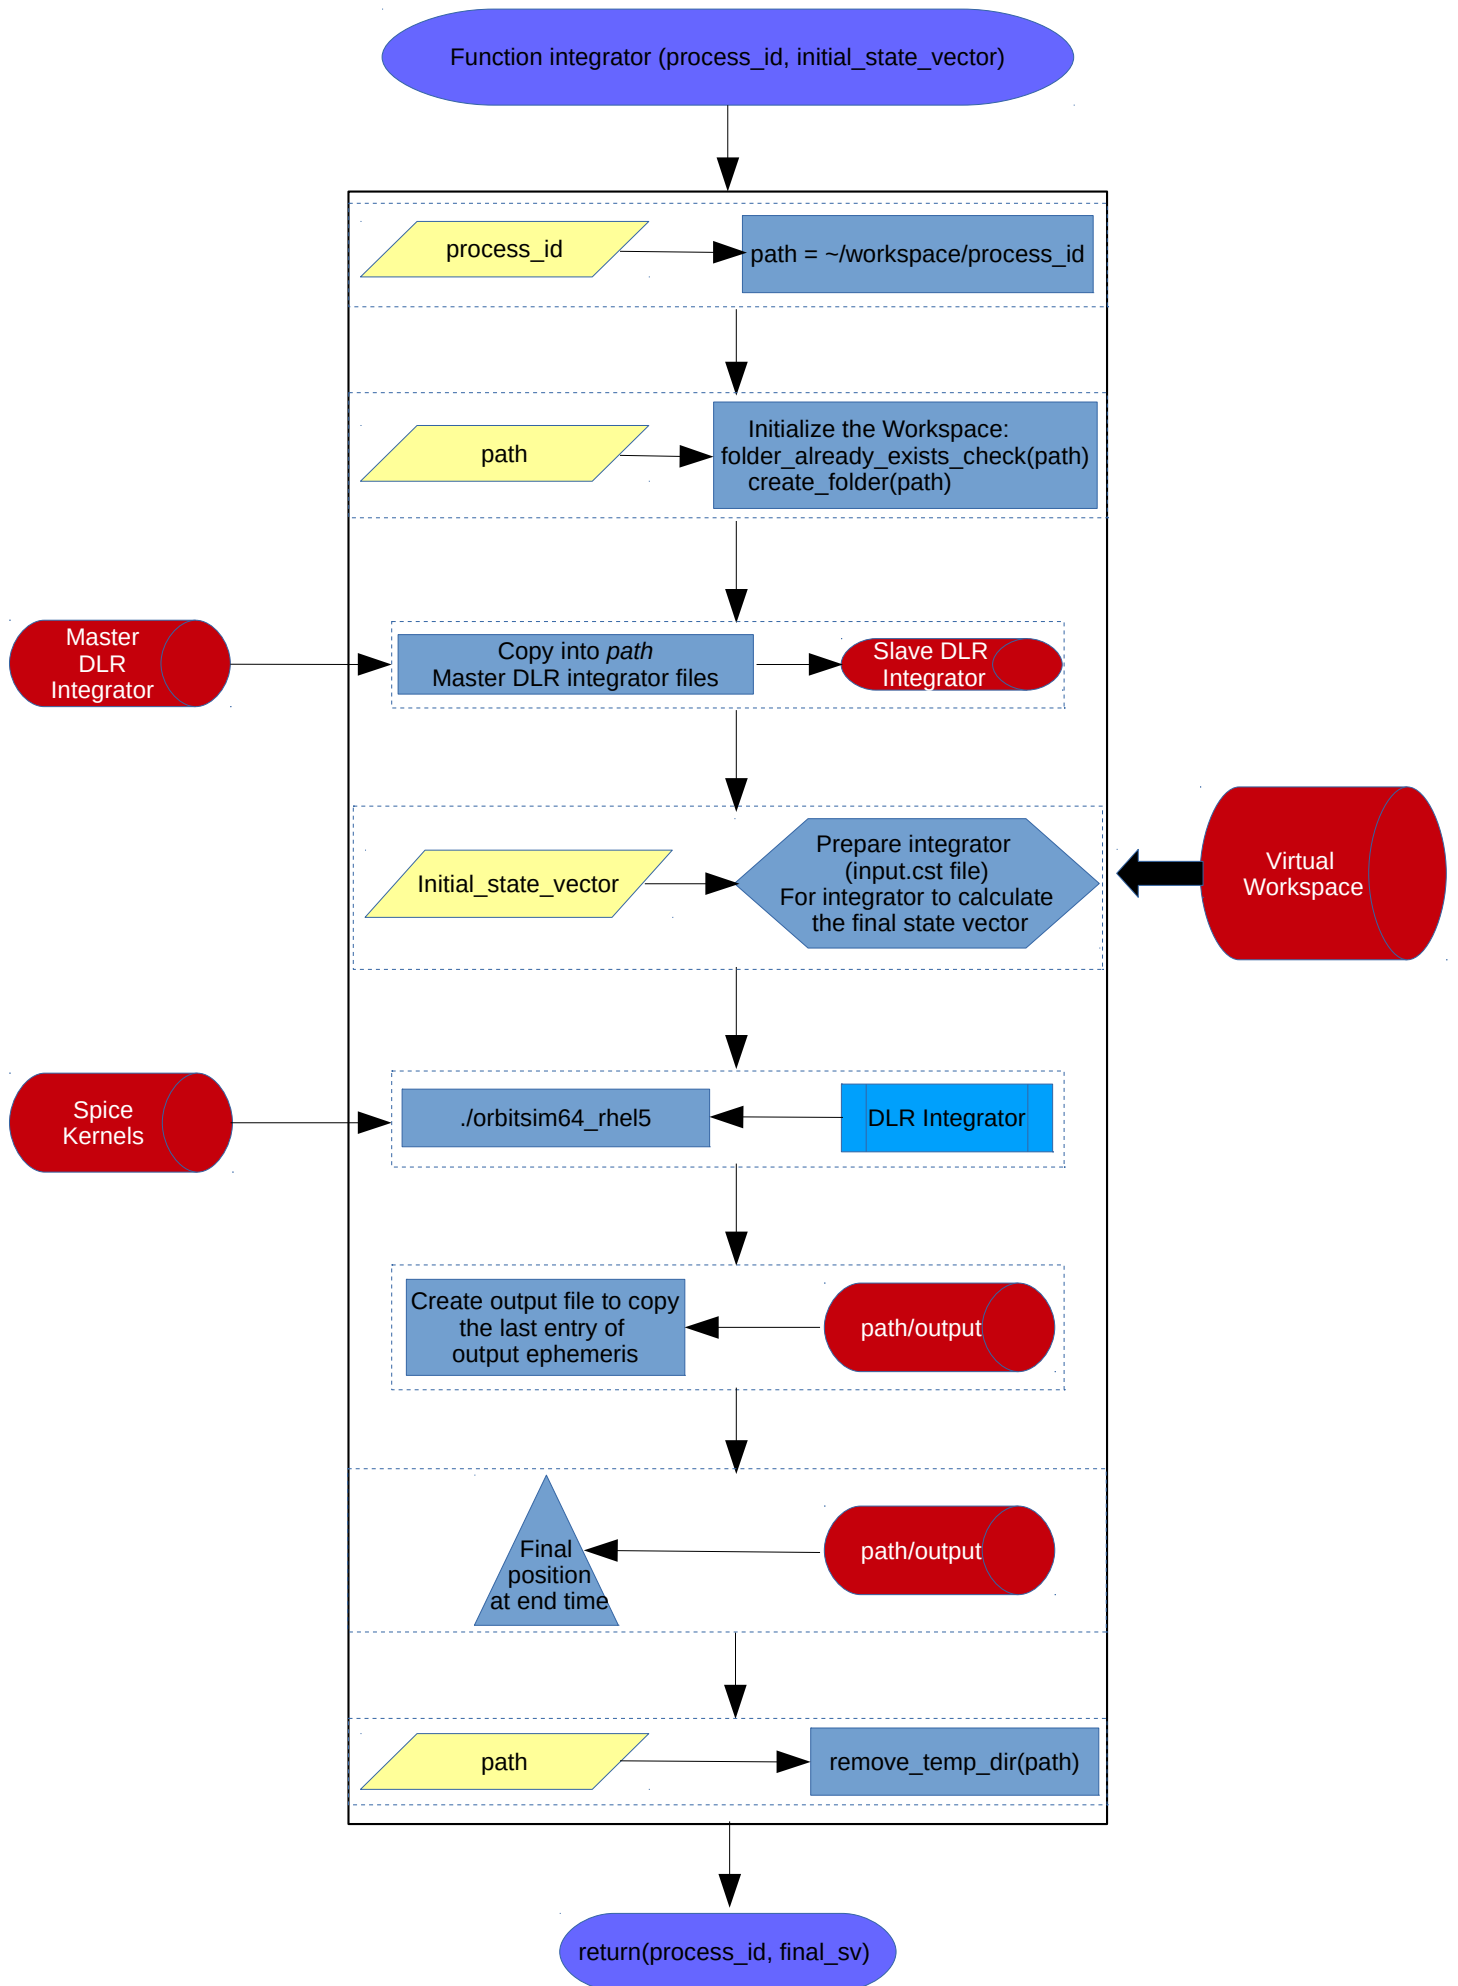 Function integrator (process_id, initial_state_vector)
process_id
path = ~/workspace/process_id
path
Initialize the Workspace:
folder_already_exists_check(path)
create_folder(path)
Master
DLR
Integrator
Copy into path
Master DLR integrator files
Slave DLR
Integrator
Initial_state_vector
Prepare integrator
(input.cst file)
For integrator to calculate
the final state vector
Virtual
Workspace
Spice
Kernels
./orbitsim64_rhel5
DLR Integrator
Create output file to copy
the last entry of
output ephemeris
path/output
Final
position
at end time
path/output
path
remove_temp_dir(path)
return(process_id, final_sv)